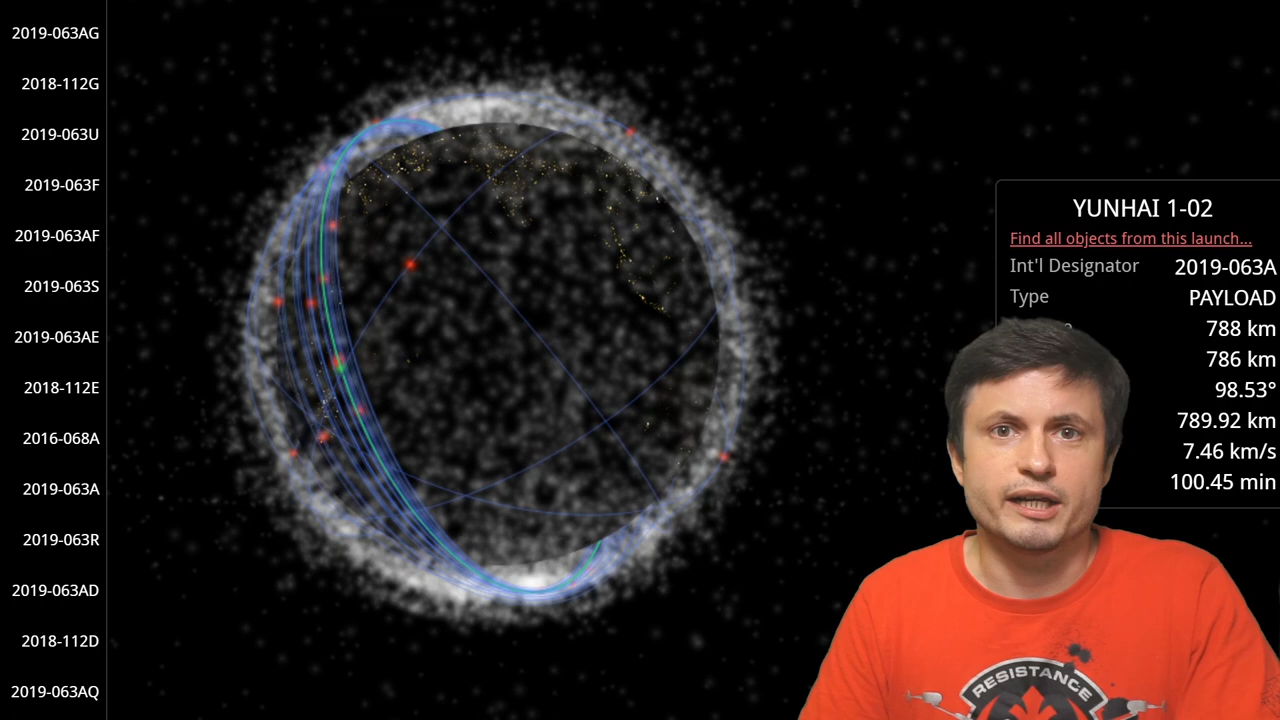 2019-063AG
2018-112G
2019-063U
2019-063F
2019-063AF
2019-063S
2019-063AE
2018-112E
2016-068A
2019-063A
2019-063R
2019-063AD
2018-112D
2019-063AQ
YUNHAI 1-02
Find all objects from this launch...
Int'l Designator 2019-063A
Type PAYLOAD
788 km
786 km
98.53°
789.92 km
7.46 km/s
100.45 min
RESISTANCE